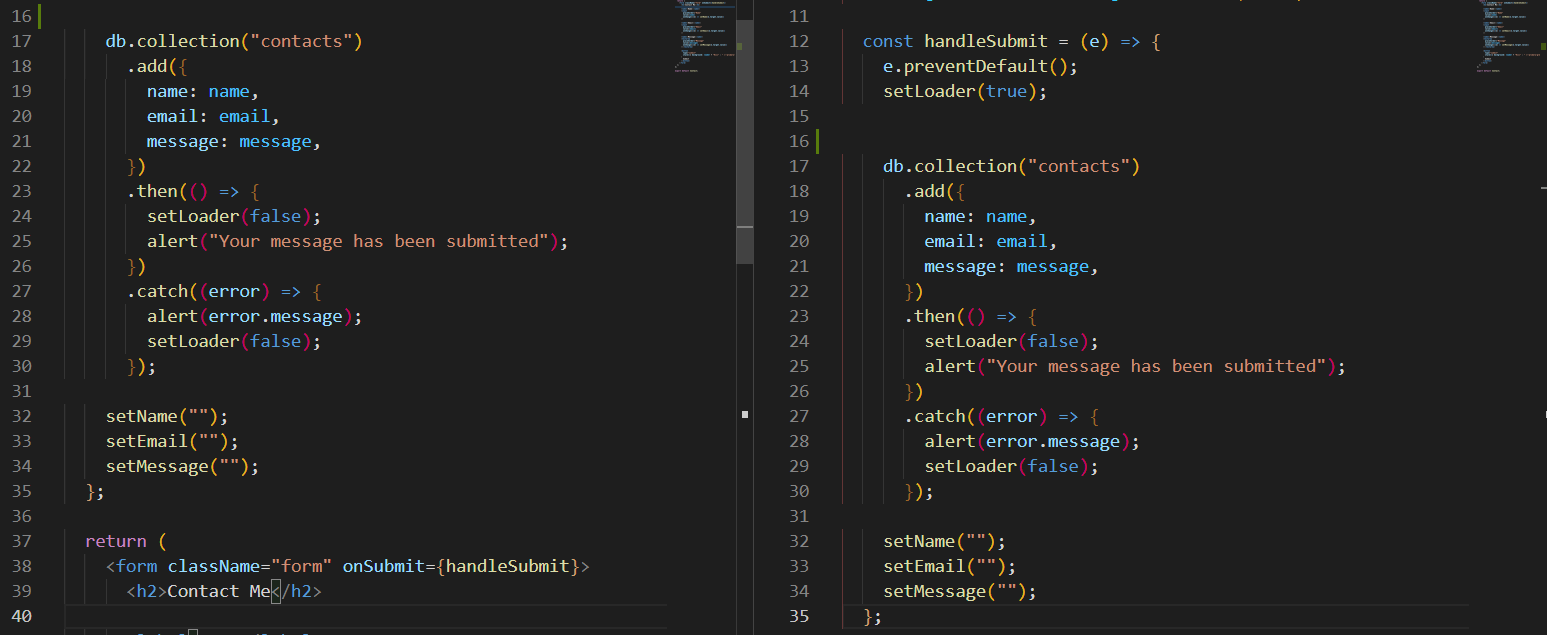 16
17 db.collection("contacts")
18 .add({
19 name: name,
20 email: email,
21 message: message,
22 })
23 .then(() => {
24 setLoader(false);
25 alert("Your message has been submitted");
26 })
27 .catch((error) => {
28 alert(error.message);
29 setLoader(false);
30 });
31
32 setName("");
33 setEmail("");
34 setMessage("");
35 };
36
37 return (
38 <form className="form" onSubmit={handleSubmit}>
39 <h2>Contact Me</h2>
40
11
12 const handleSubmit = (e) => {
13 e.preventDefault();
14 setLoader(true);
15
16
17 db.collection("contacts")
18 .add({
19 name: name,
20 email: email,
21 message: message,
22 })
23 .then(() => {
24 setLoader(false);
25 alert("Your message has been submitted");
26 })
27 .catch((error) => {
28 alert(error.message);
29 setLoader(false);
30 });
31
32 setName("");
33 setEmail("");
34 setMessage("");
35 };